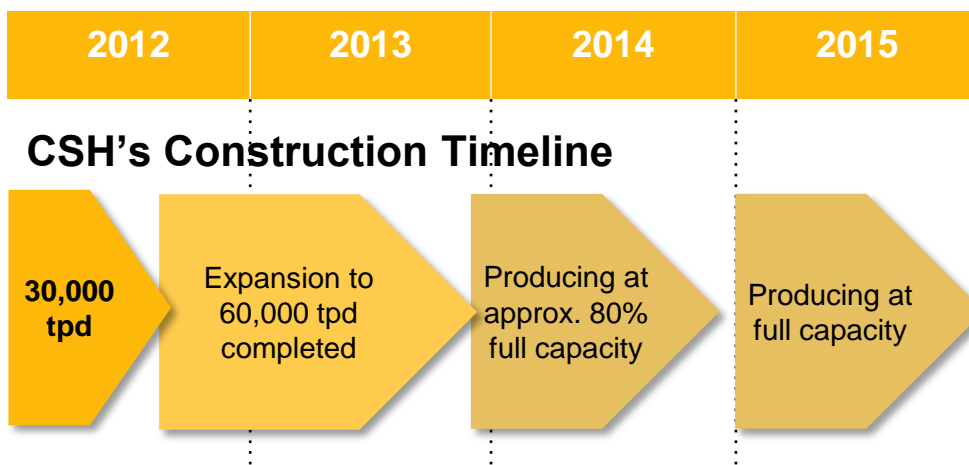 2012 2013 2014 2015
CSH's Construction Timeline
30,000
tpd
Expansion to
60,000 tpd
completed
Producing at
approx. 80%
full capacity
Producing at
full capacity